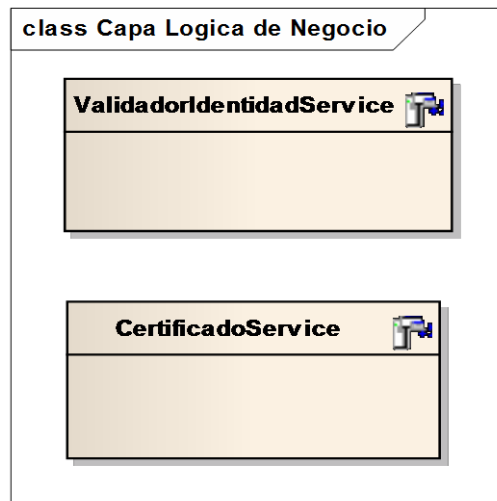 class Capa Logica de Negocio
ValidadorIdentidadService
CertificadoService